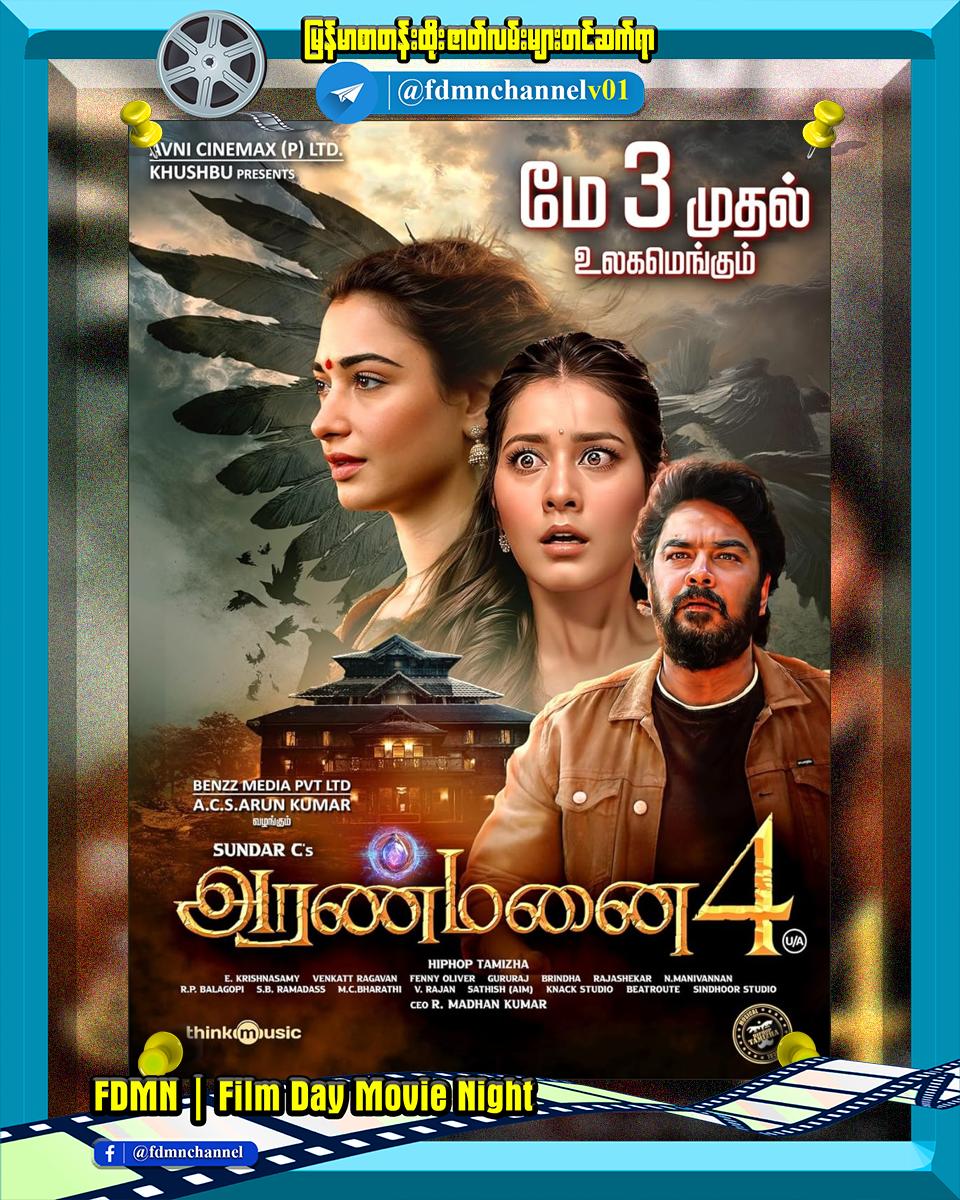 မြန်မာစာတန်းထိုးဇာတ်လမ်းများတင်ဆက်ရာ
@fdmnchannelv01
AVNI CINEMAX (P) LTD.
KHUSHBU PRESENTS
மே 3 முதல்
உலகமெங்கும்
BENZZ MEDIA PVT LTD
A.C.S.ARUN KUMAR
வழங்கும்
SUNDAR C's
அரண்மனை 4
U/A
HIPHOP TAMIZHA
E. KRISHNASAMY VENKATT RAGAVAN FENNY OLIVER GURURAJ BRINDHA RAJASHEKAR N.MANIVANNAN
R.P. BALAGOPI S.B. RAMADASS M.C.BHARATHI V. RAJAN SATHISH (AIM) KNACK STUDIO BEATROUTE SINDHOOR STUDIO
CEO R. MADHAN KUMAR
think music
FDMN | Film Day Movie Night
@fdmnchannel